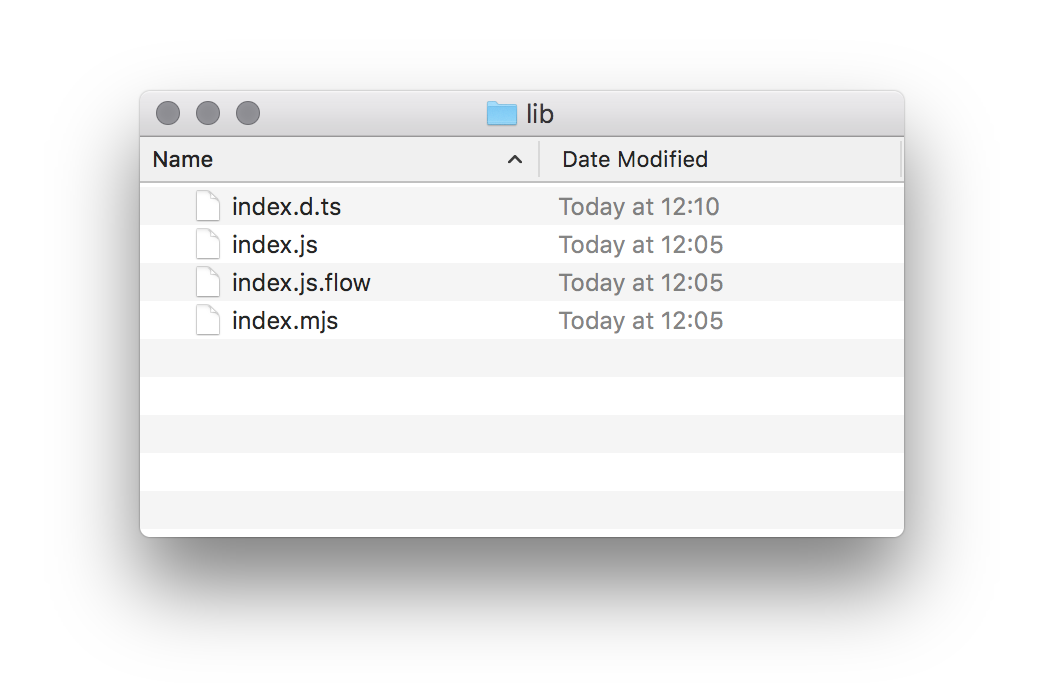 lib
Name Date Modified
index.d.ts Today at 12:10
index.js Today at 12:05
index.js.flow Today at 12:05
index.mjs Today at 12:05